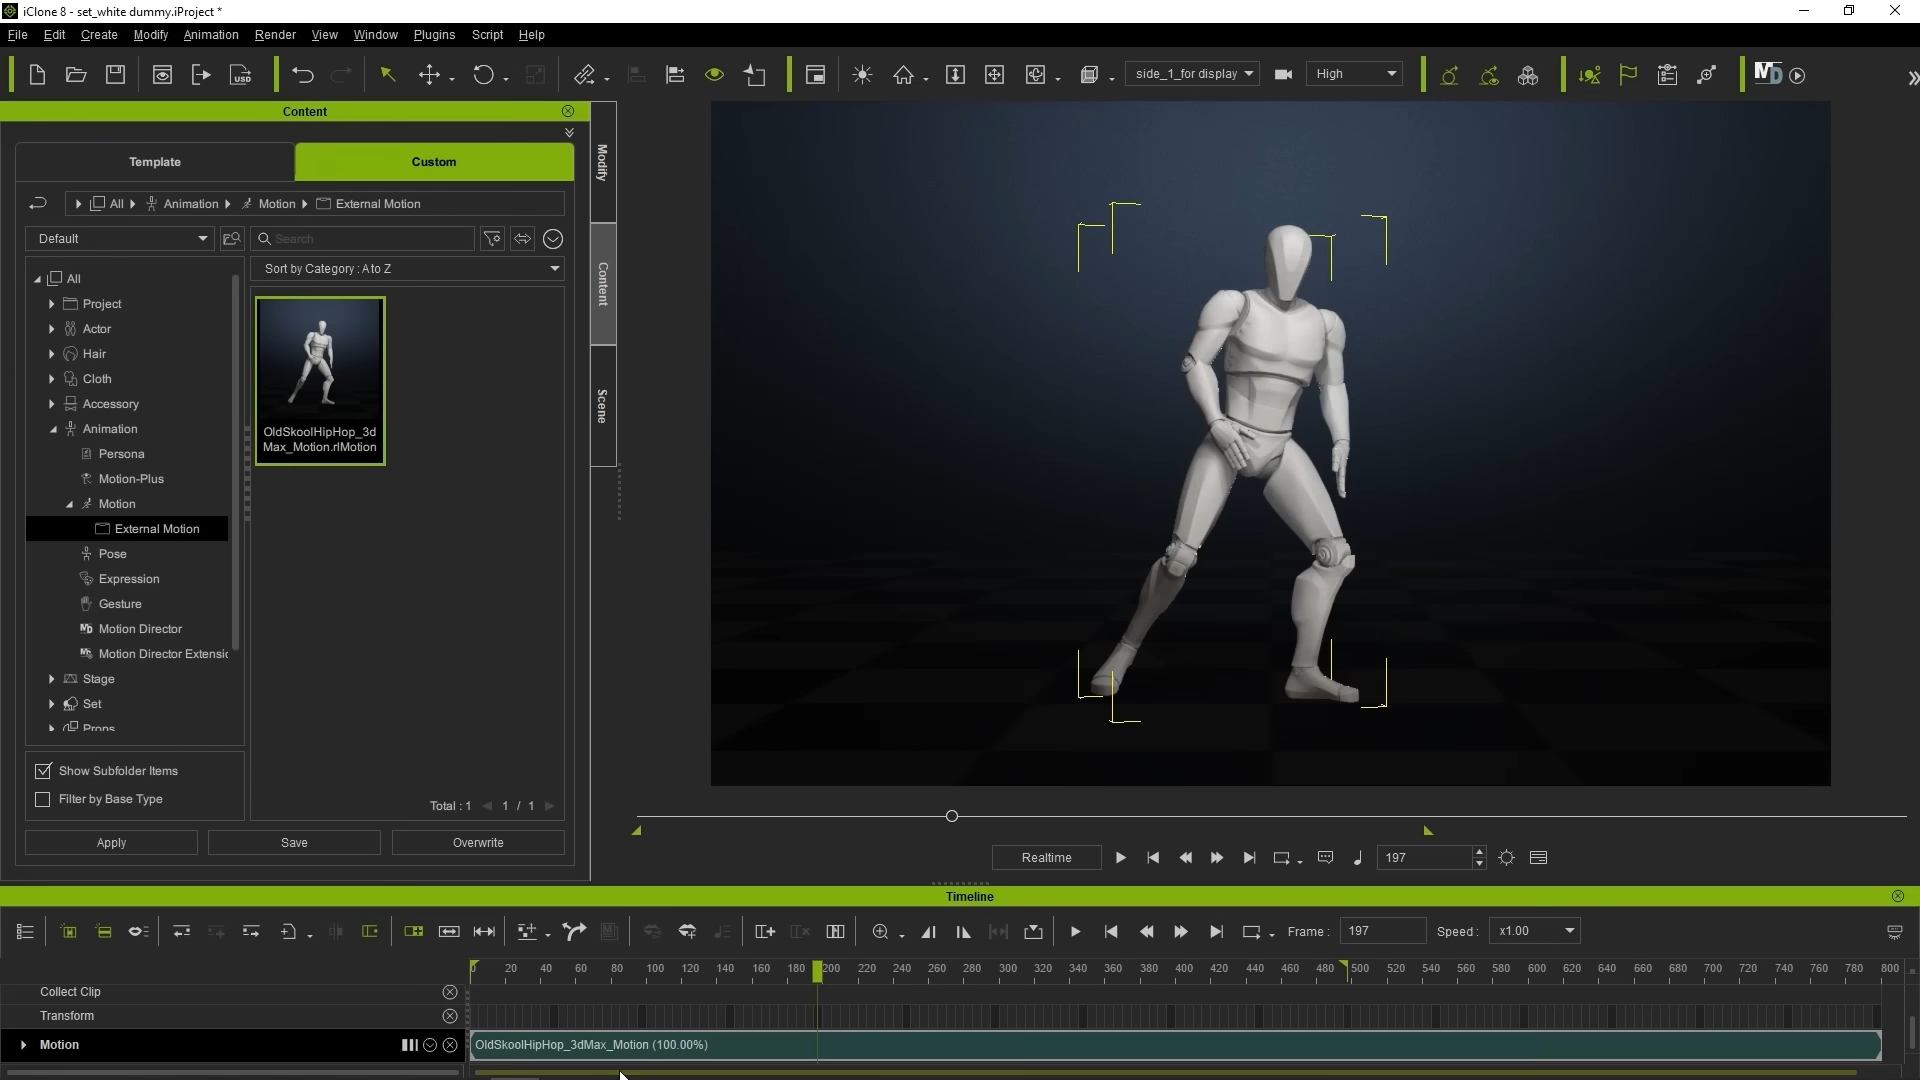 iClone 8 - set_white dummy.iProject *
File Edit Create Modify Animation Render View Window Plugins Script Help
USD
side_1_for display
High
MD
Content
Template
Custom
All Animation Motion External Motion
Default
Search
Sort by Category : A to Z
All
Project
Actor
Hair
Cloth
Accessory
Animation
Persona
Motion-Plus
Motion
External Motion
Pose
Expression
Gesture
Motion Director
Motion Director Extensi
Stage
Set
Props
OldSkoolHipHop_3d
Max_Motion.rlMotion
Show Subfolder Items
Filter by Base Type
Total : 1 1 / 1
Apply
Save
Overwrite
Modify
Content
Scene
Realtime
197
Timeline
Frame : 197 Speed : x1.00
0 20 40 60 80 100 120 140 160 180 200 220 240 260 280 300 320 340 360 380 400 420 440 460 480 500 520 540 560 580 600 620 640 660 680 700 720 740 760 780 800
Collect Clip
Transform
Motion
OldSkoolHipHop_3dMax_Motion (100.00%)